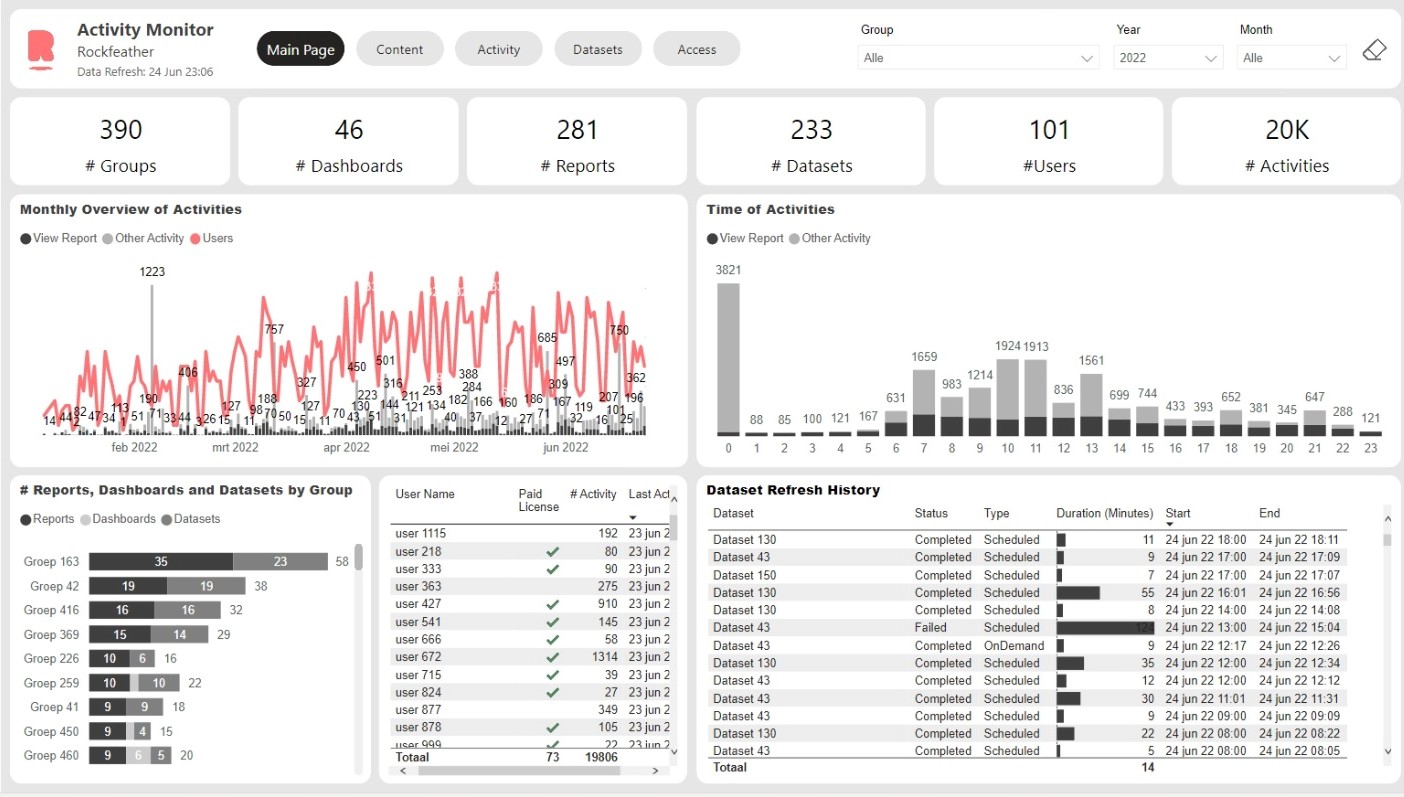 Activity Monitor
Rockfeather
Data Refresh: 24 Jun 23:06
Main Page Content Activity Datasets Access
Group Year Month
Alle 2022 Alle
390 46 281 233 101 20K
# Groups # Dashboards # Reports # Datasets #Users # Activities
Monthly Overview of Activities
View Report Other Activity Users
1223
757
750
685
501
497
450
406
388
362
327
316
309
284
253
223
211
207
190
188
186
196
182
167
166
160
feb 2022 mrt 2022 apr 2022 mei 2022 jun 2022
Time of Activities
View Report Other Activity
3821 88 85 100 121 167 631 1659 983 1214 1924 1913 836 1561 699 744 433 393 652 381 345 647 288 121
0 1 2 3 4 5 6 7 8 9 10 11 12 13 14 15 16 17 18 19 20 21 22 23
# Reports, Dashboards and Datasets by Group
Reports Dashboards Datasets
Groep 163 35 23 58
Groep 42 19 19 38
Groep 416 16 16 32
Groep 369 15 14 29
Groep 226 10 6 16
Groep 259 10 10 22
Groep 41 9 9 18
Groep 450 9 4 15
Groep 460 9 6 5 20
User Name Paid License # Activity Last Act
user 1115 192 23 jun 2
user 218 80 23 jun 2
user 333 90 23 jun 2
user 363 275 23 jun 2
user 427 910 23 jun 2
user 541 145 23 jun 2
user 666 58 23 jun 2
user 672 1314 23 jun 2
user 715 39 23 jun 2
user 824 27 23 jun 2
user 877 349 23 jun 2
user 878 105 23 jun 2
user 999 22 23 jun 2
Totaal 73 19806
Dataset Refresh History
Dataset Status Type Duration (Minutes) Start End
Dataset 130 Completed Scheduled 11 24 jun 22 18:00 24 jun 22 18:11
Dataset 43 Completed Scheduled 9 24 jun 22 17:00 24 jun 22 17:09
Dataset 150 Completed Scheduled 7 24 jun 22 17:00 24 jun 22 17:07
Dataset 130 Completed Scheduled 55 24 jun 22 16:01 24 jun 22 16:56
Dataset 130 Completed Scheduled 8 24 jun 22 14:00 24 jun 22 14:08
Dataset 43 Failed Scheduled 124 24 jun 22 13:00 24 jun 22 15:04
Dataset 43 Completed OnDemand 9 24 jun 22 12:17 24 jun 22 12:26
Dataset 130 Completed Scheduled 35 24 jun 22 12:00 24 jun 22 12:34
Dataset 43 Completed Scheduled 12 24 jun 22 12:00 24 jun 22 12:12
Dataset 43 Completed Scheduled 30 24 jun 22 11:01 24 jun 22 11:31
Dataset 43 Completed Scheduled 9 24 jun 22 09:00 24 jun 22 09:09
Dataset 130 Completed Scheduled 22 24 jun 22 08:00 24 jun 22 08:22
Dataset 43 Completed Scheduled 5 24 jun 22 08:00 24 jun 22 08:05
Totaal 14